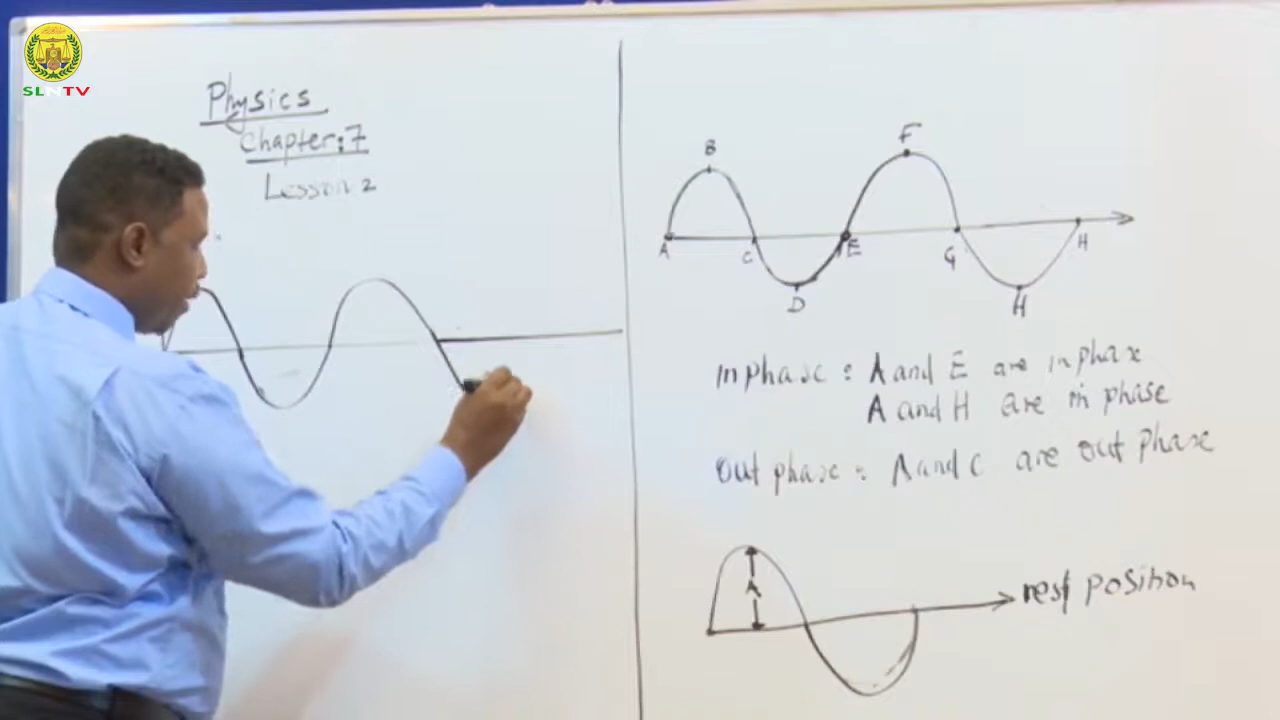 SLNTV
Physics
Chapter:7
Lesson 2
B
F
A
C
E
G
H
D
H
inphase : A and E are inphase
A and H are in phase
out phase : A and C are out phase
A
rest position